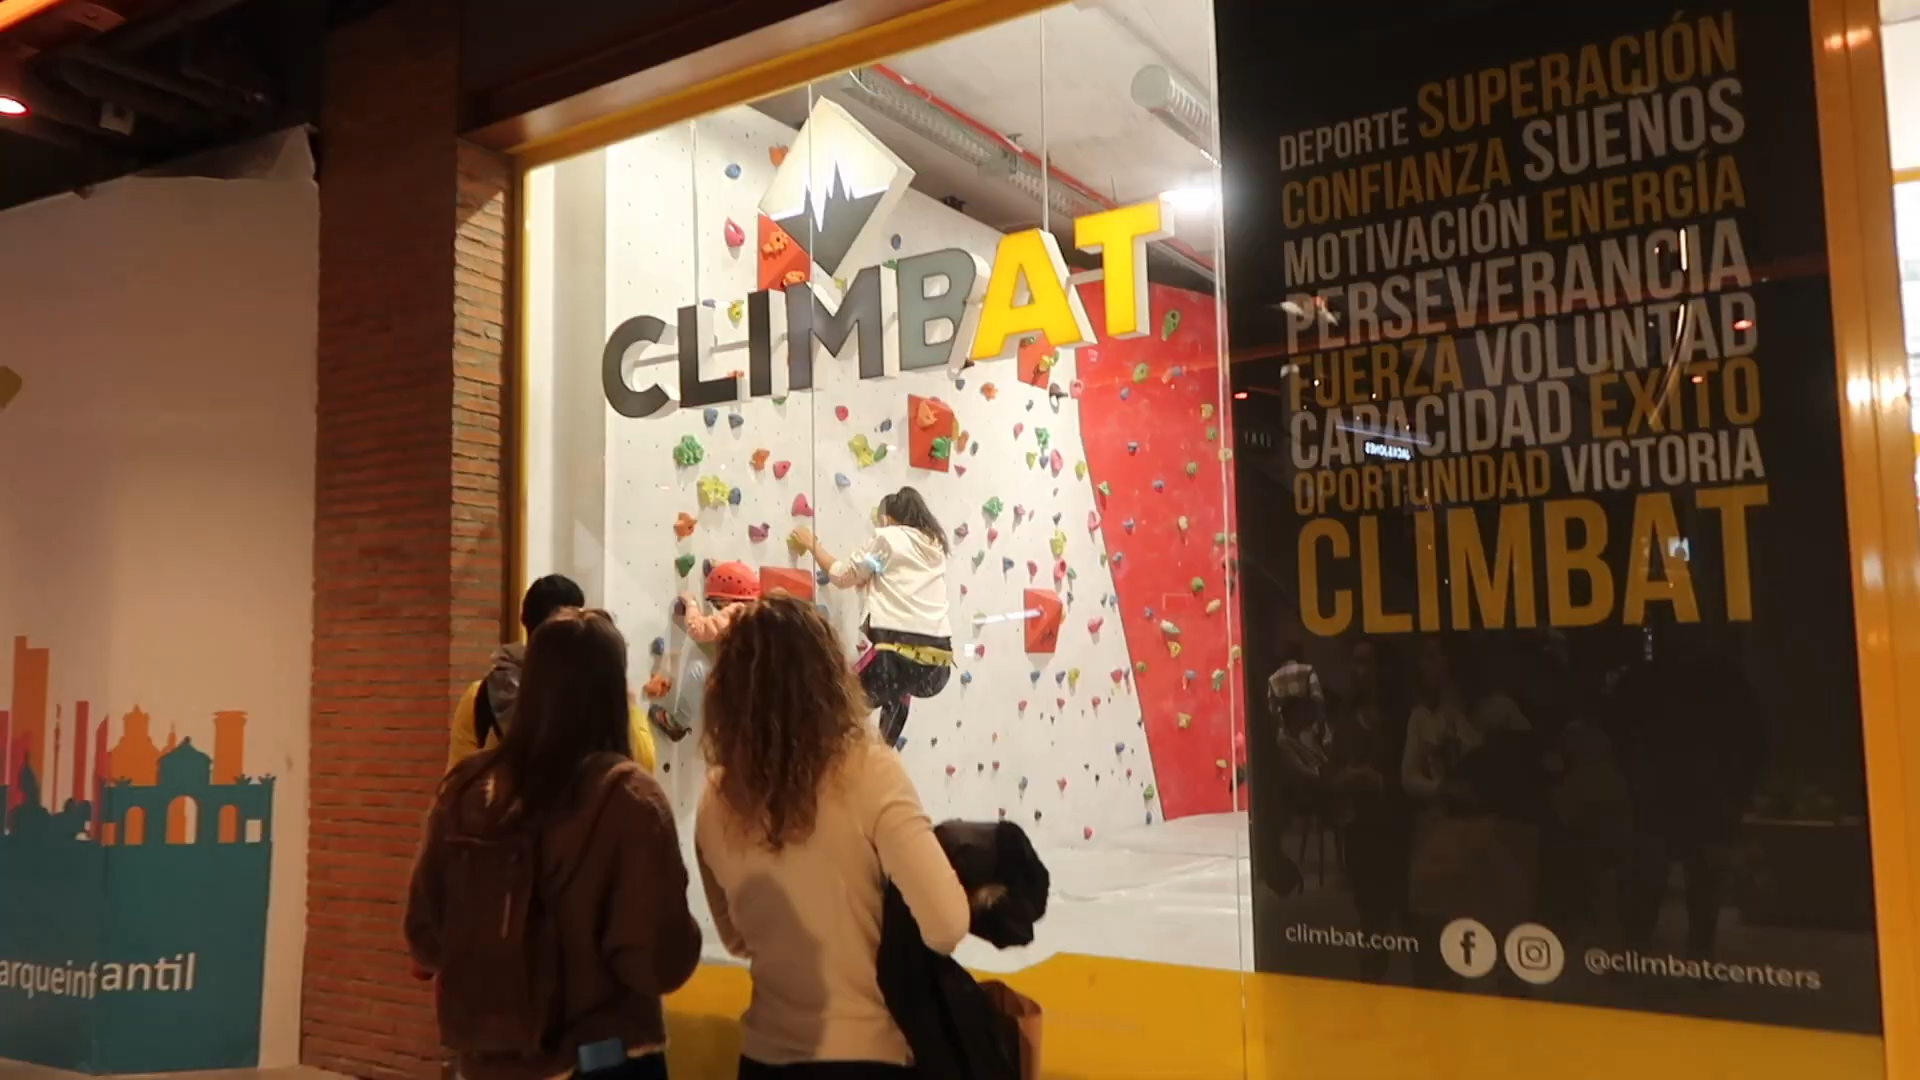 CLIMBAT
DEPORTE SUPERACIÓN
CONFIANZA SUEÑOS
MOTIVACIÓN ENERGÍA
PERSEVERANCIA
FUERZA VOLUNTAD
CAPACIDAD ÉXITO
OPORTUNIDAD VICTORIA
CLIMBAT
climbat.com
@climbatcenters
arqueinfantil